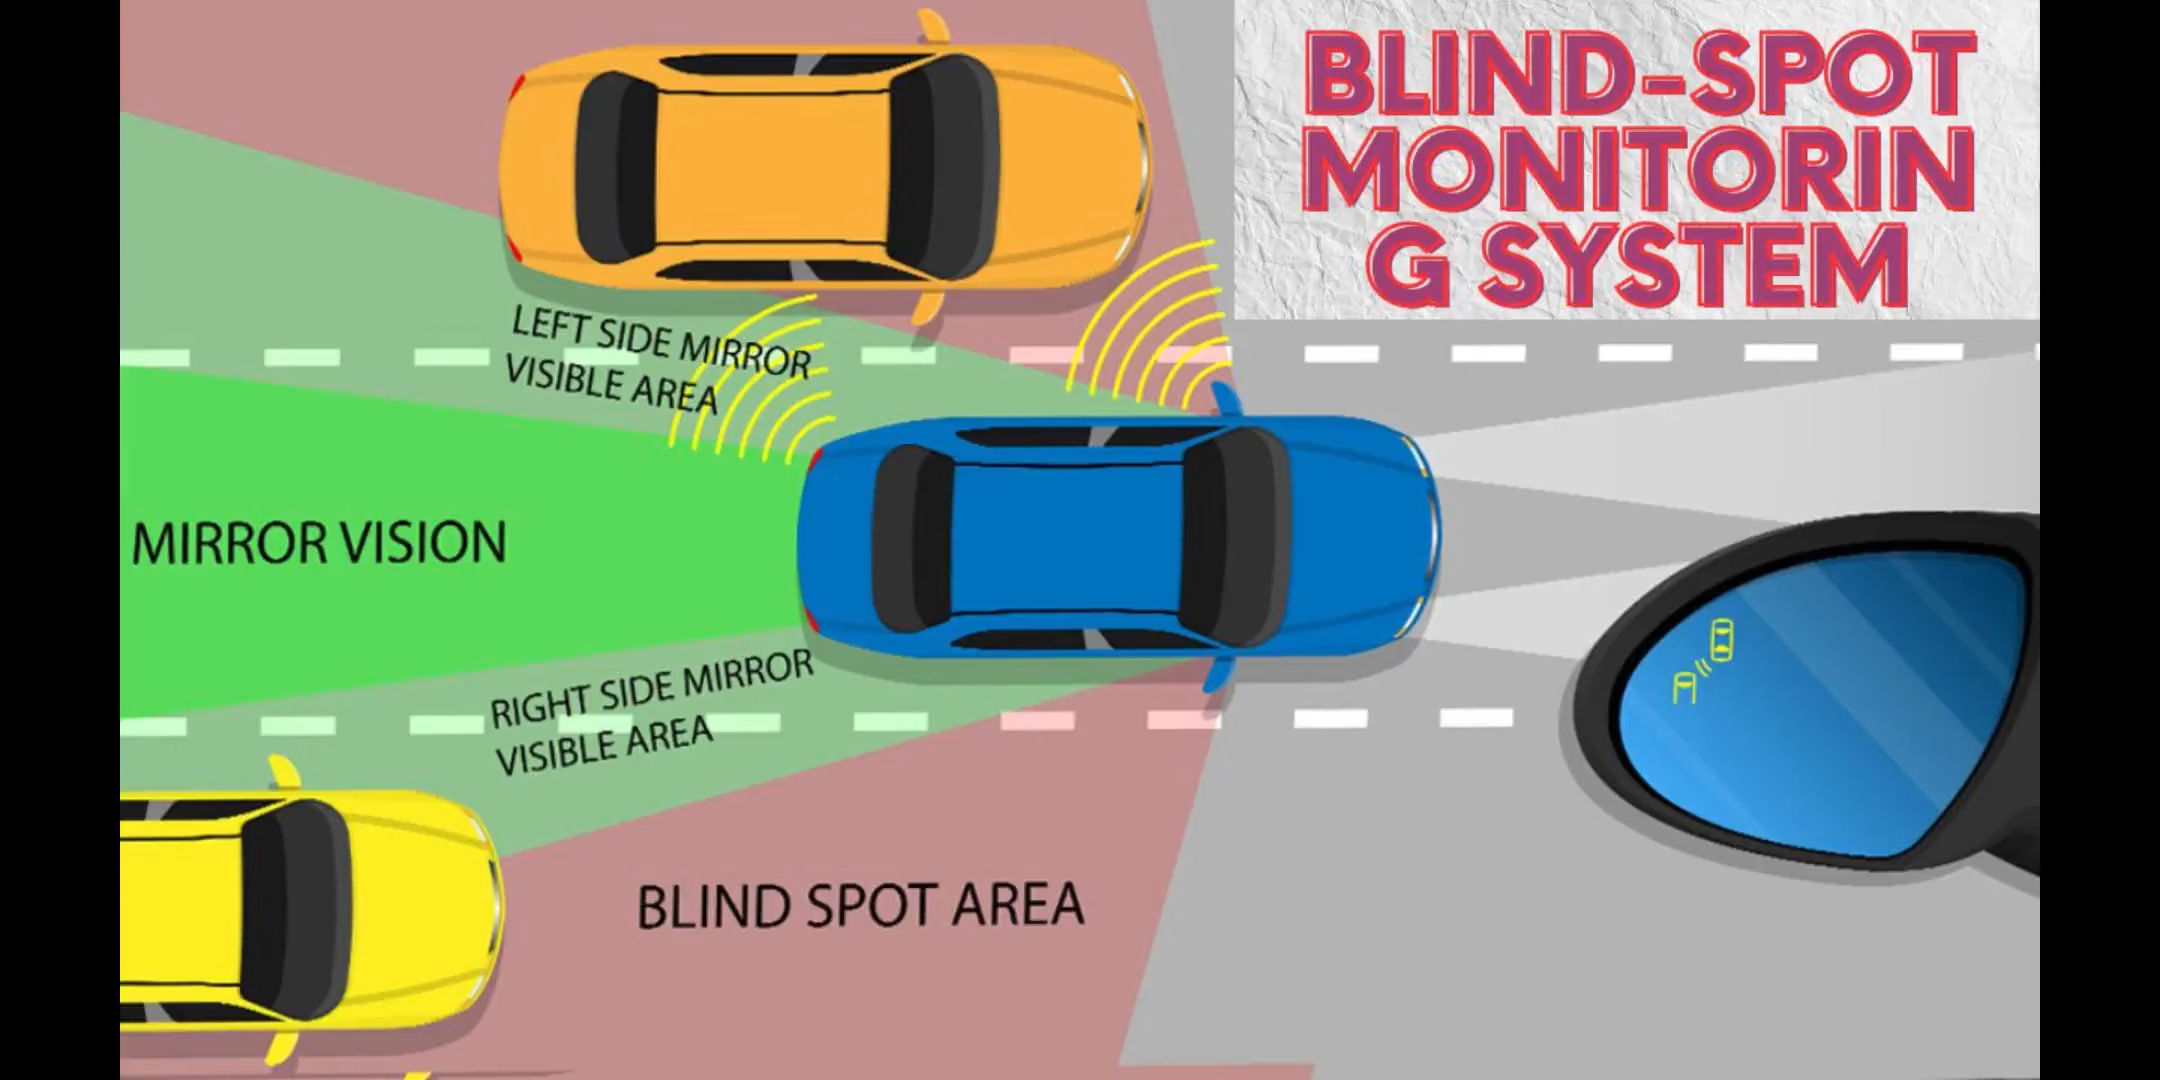 BLIND-SPOT
MONITORIN
G SYSTEM
LEFT SIDE MIRROR
VISIBLE AREA
MIRROR VISION
RIGHT SIDE MIRROR
VISIBLE AREA
BLIND SPOT AREA